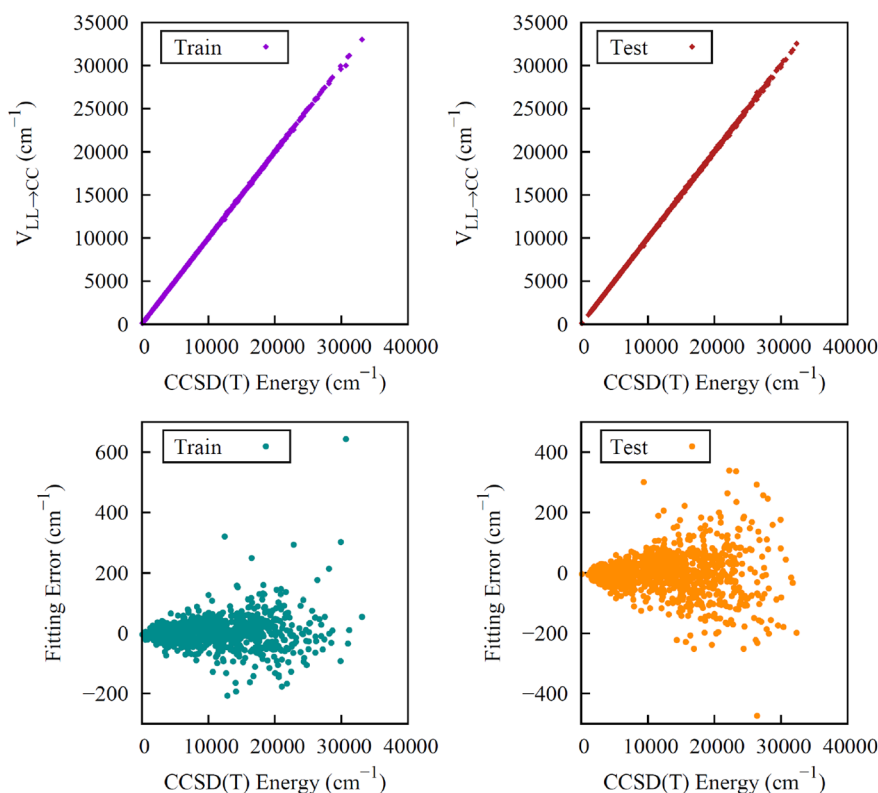 35000
30000
25000
20000
15000
10000
5000
0
V_LL→CC (cm⁻¹)
Train
0 10000 20000 30000 40000
CCSD(T) Energy (cm⁻¹)
35000
30000
25000
20000
15000
10000
5000
0
V_LL→CC (cm⁻¹)
Test
0 10000 20000 30000 40000
CCSD(T) Energy (cm⁻¹)
600
400
200
0
−200
Fitting Error (cm⁻¹)
Train
0 10000 20000 30000 40000
CCSD(T) Energy (cm⁻¹)
400
200
0
−200
−400
Fitting Error (cm⁻¹)
Test
0 10000 20000 30000 40000
CCSD(T) Energy (cm⁻¹)